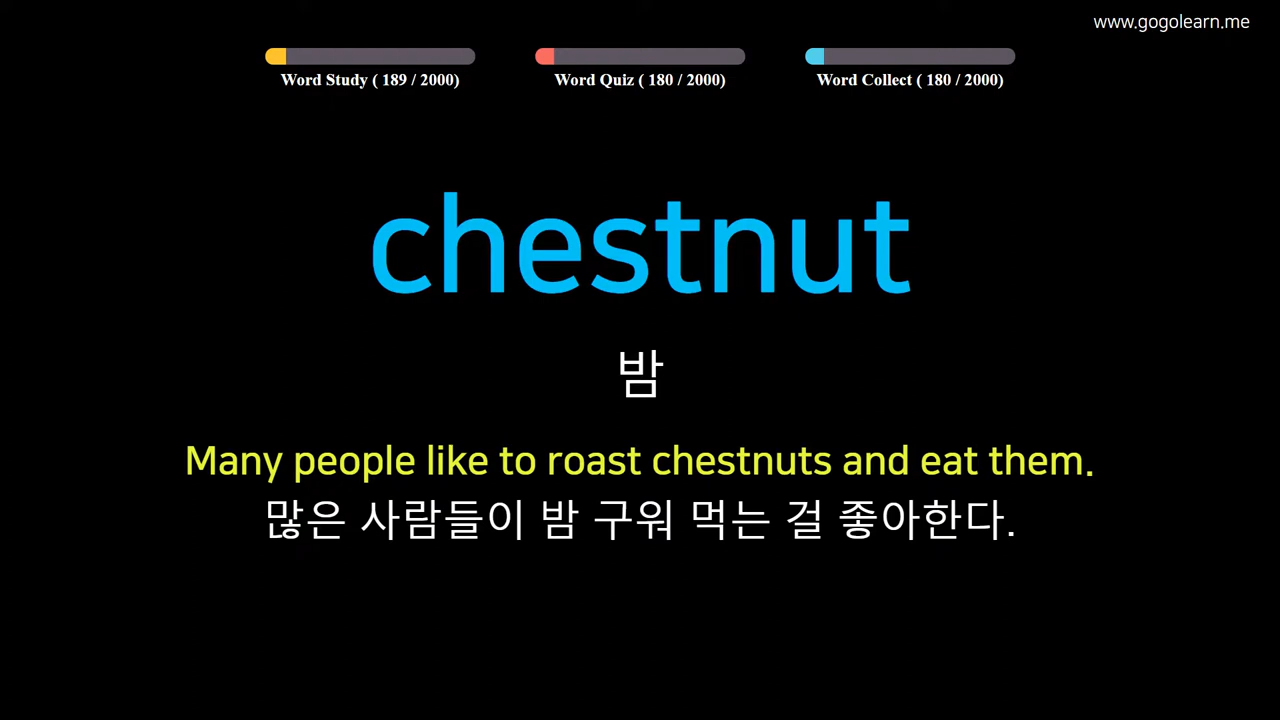 www.gogolearn.me
Word Study ( 189 / 2000)
Word Quiz ( 180 / 2000)
Word Collect ( 180 / 2000)
chestnut
밤
Many people like to roast chestnuts and eat them.
많은 사람들이 밤 구워 먹는 걸 좋아한다.